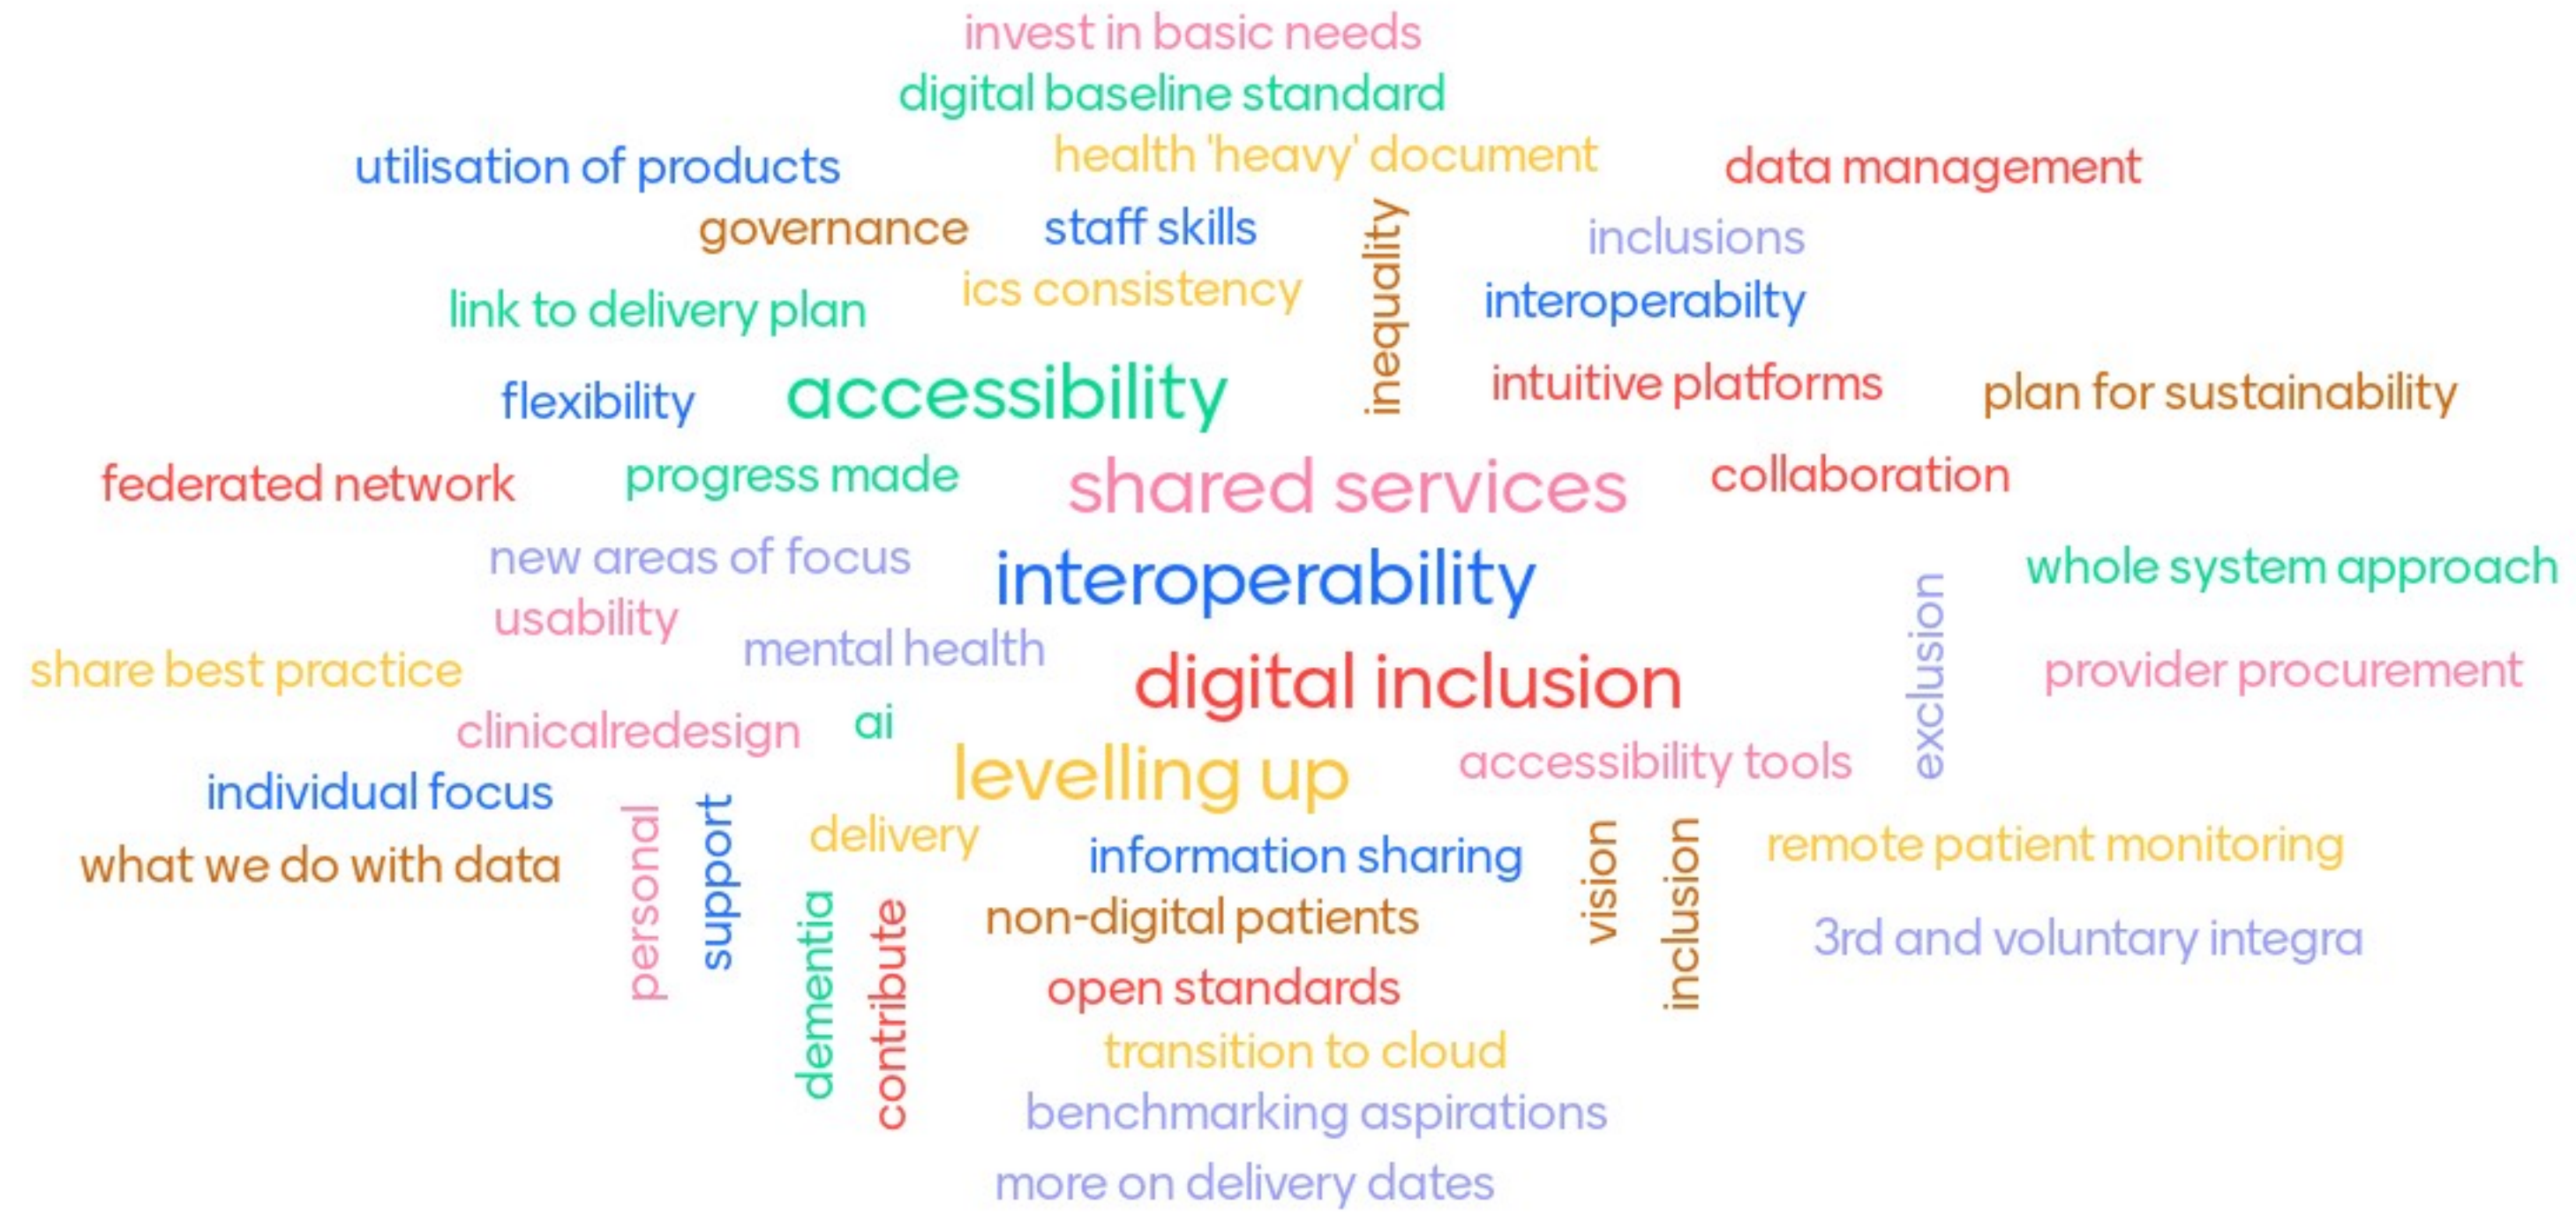 invest in basic needs
digital baseline standard
health 'heavy' document
utilisation of products
data management
governance
staff skills
inequality
inclusions
ics consistency
interoperabilty
link to delivery plan
accessibility
intuitive platforms
plan for sustainability
flexibility
federated network
progress made
shared services
collaboration
new areas of focus
interoperability
whole system approach
usability
mental health
exclusion
share best practice
digital inclusion
provider procurement
clinicalredesign
ai
levelling up
accessibility tools
individual focus
personal
support
delivery
information sharing
vision
inclusion
remote patient monitoring
what we do with data
dementia
contribute
non-digital patients
3rd and voluntary integra
open standards
transition to cloud
benchmarking aspirations
more on delivery dates